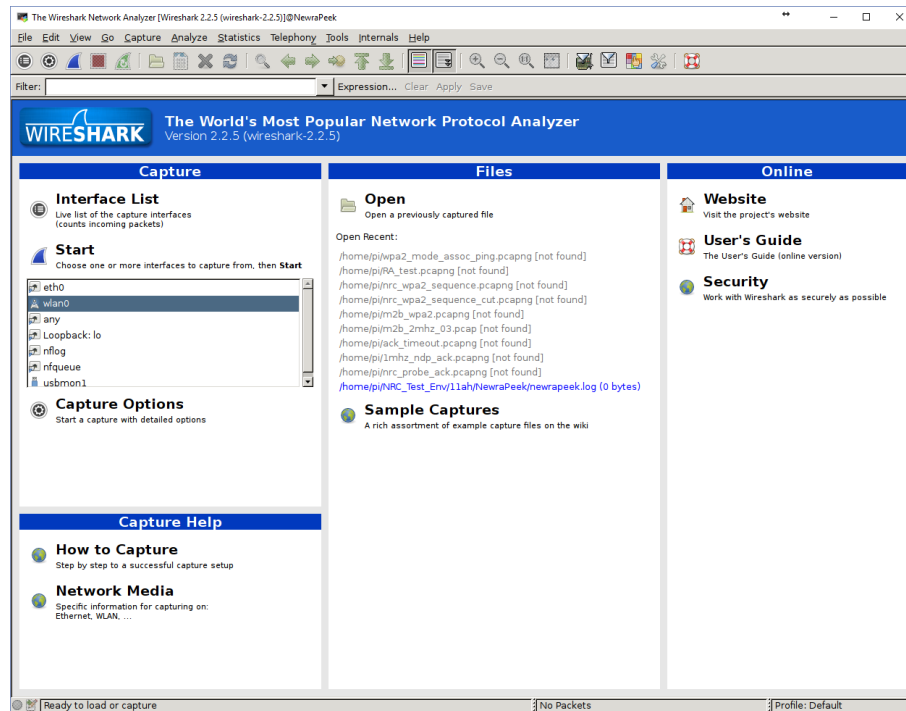 The Wireshark Network Analyzer [Wireshark 2.2.5 (wireshark-2.2.5)]@NewraPeek
File Edit View Go Capture Analyze Statistics Telephony Tools Internals Help
Filter: Expression... Clear Apply Save
WIRESHARK
The World's Most Popular Network Protocol Analyzer
Version 2.2.5 (wireshark-2.2.5)
Capture
Interface List
Live list of the capture interfaces
(counts incoming packets)
Start
Choose one or more interfaces to capture from, then Start
eth0
wlan0
any
Loopback: lo
nflog
nfqueue
usbmon1
Capture Options
Start a capture with detailed options
Capture Help
How to Capture
Step by step to a successful capture setup
Network Media
Specific information for capturing on:
Ethernet, WLAN, ...
Files
Open
Open a previously captured file
Open Recent:
/home/pi/wpa2_mode_assoc_ping.pcapng [not found]
/home/pi/RA_test.pcapng [not found]
/home/pi/nrc_wpa2_sequence.pcapng [not found]
/home/pi/nrc_wpa2_sequence_cut.pcapng [not found]
/home/pi/m2b_wpa2.pcapng [not found]
/home/pi/m2b_2mhz_03.pcap [not found]
/home/pi/ack_timeout.pcapng [not found]
/home/pi/1mhz_ndp_ack.pcapng [not found]
/home/pi/nrc_probe_ack.pcapng [not found]
/home/pi/NRC_Test_Env/11ah/NewraPeek/newrapeek.log (0 bytes)
Sample Captures
A rich assortment of example capture files on the wiki
Online
Website
Visit the project's website
User's Guide
The User's Guide (online version)
Security
Work with Wireshark as securely as possible
Ready to load or capture
No Packets
Profile: Default